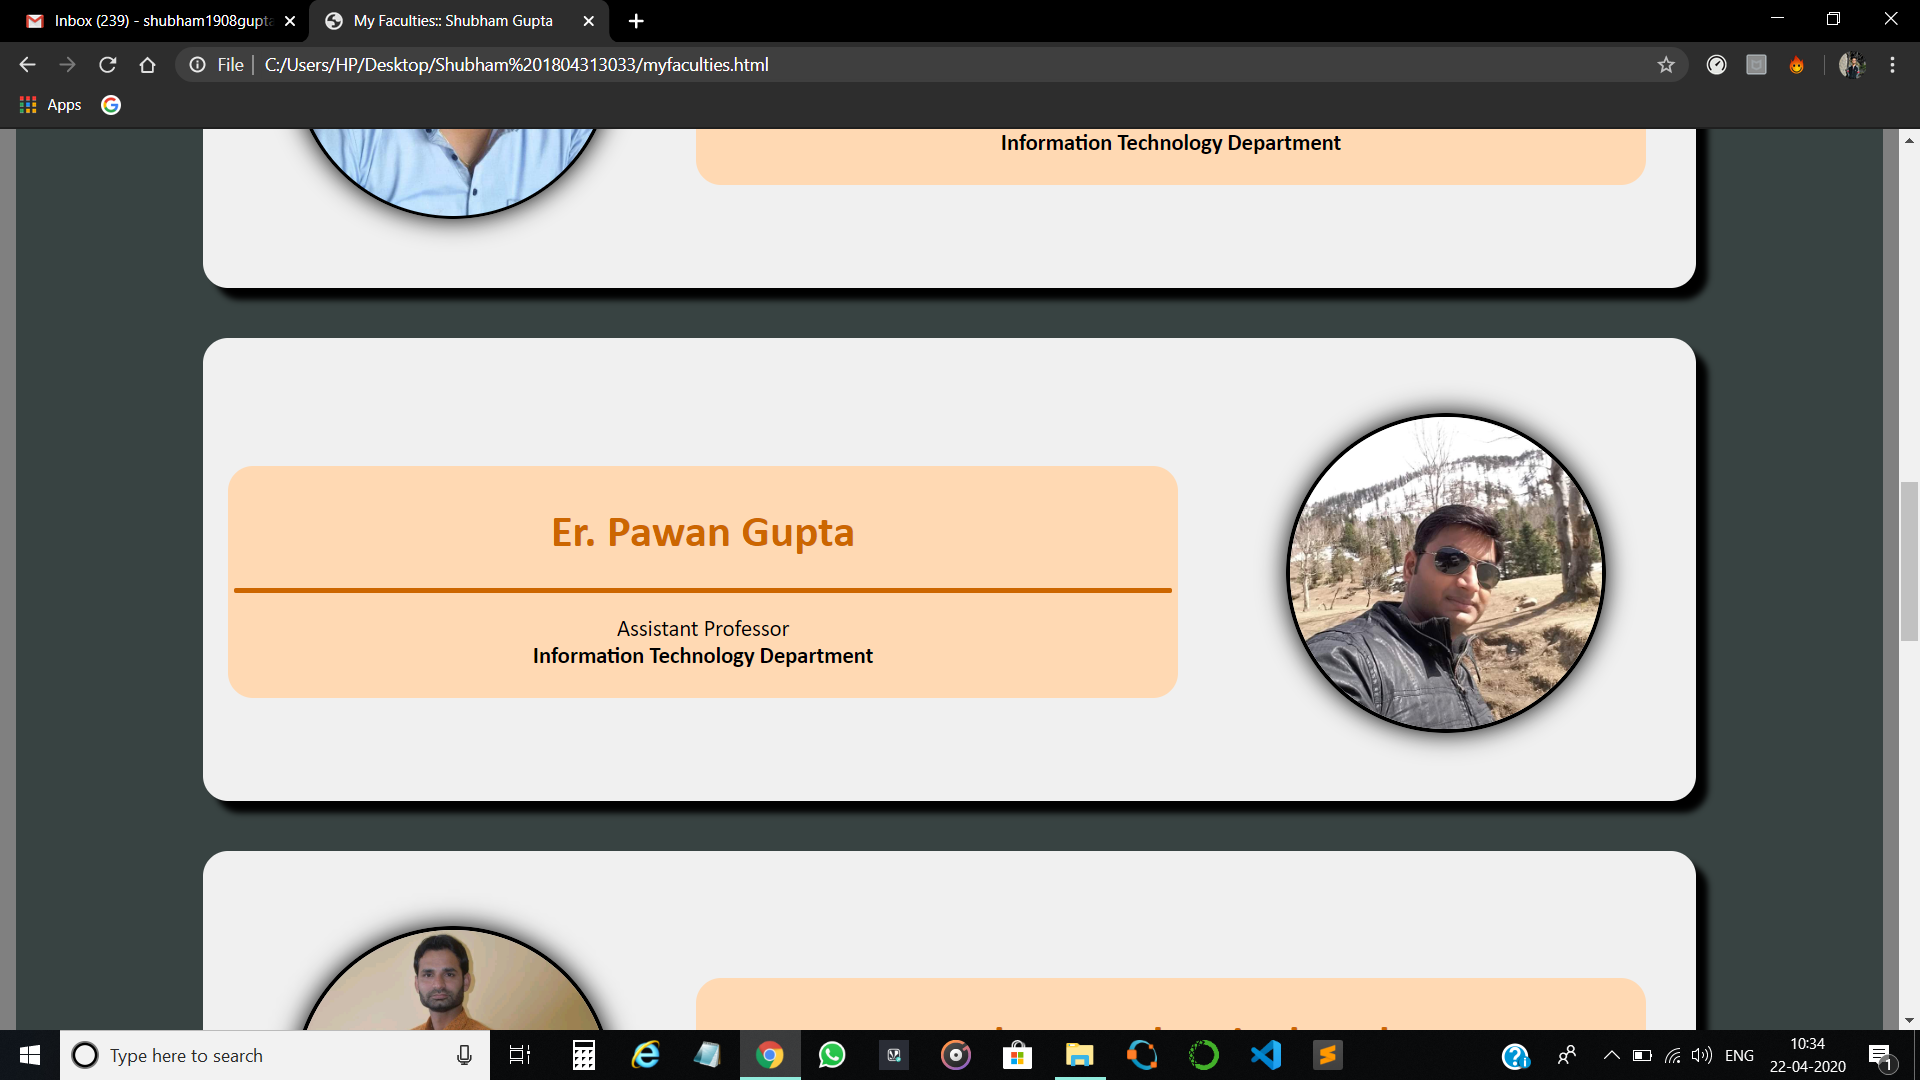 Inbox (239) - shubham1908gupta
My Faculties:: Shubham Gupta
File
C:/Users/HP/Desktop/Shubham%201804313033/myfaculties.html
Apps
Information Technology Department
Er. Pawan Gupta
Assistant Professor
Information Technology Department
Type here to search
ENG
10:34
22-04-2020
1